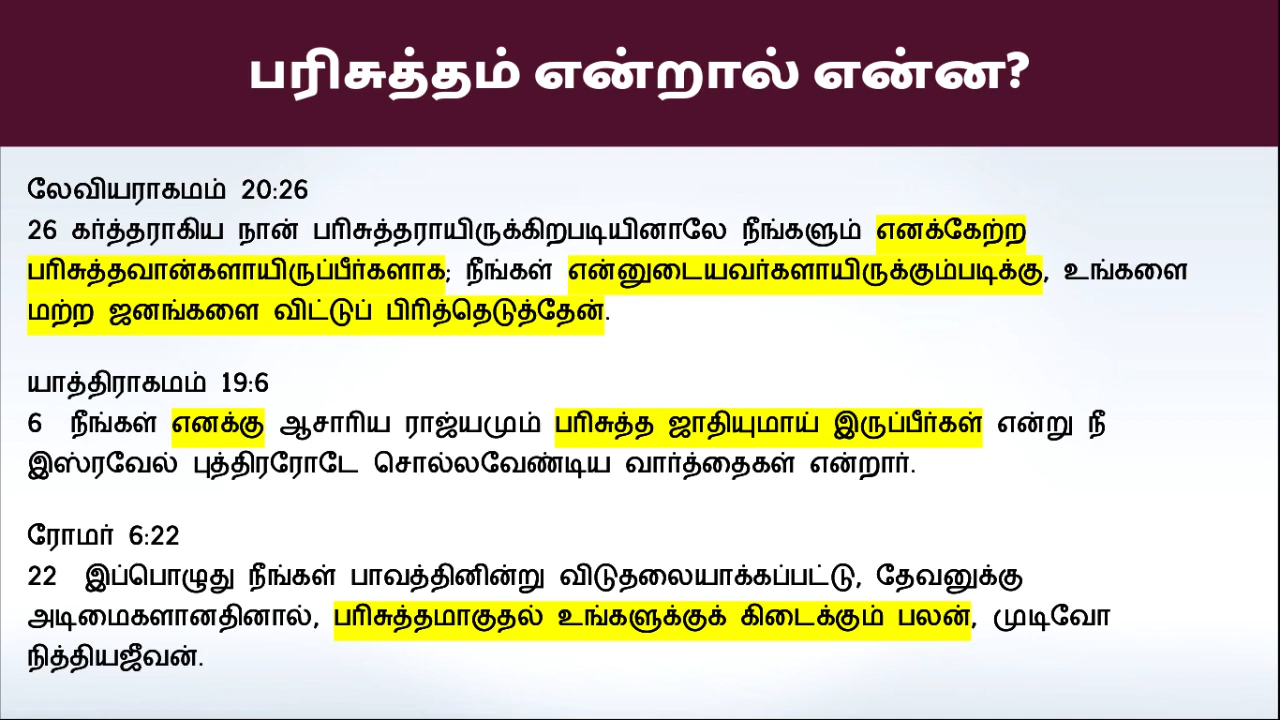 பரிசுத்தம் என்றால் என்ன?
லேவியராகமம் 20:26
26 கர்த்தராகிய நான் பரிசுத்தராயிருக்கிறபடியினாலே நீங்களும் எனக்கேற்ற
பரிசுத்தவான்களாயிருப்பீர்களாக; நீங்கள் என்னுடையவர்களாயிருக்கும்படிக்கு, உங்களை
மற்ற ஜனங்களை விட்டுப் பிரித்தெடுத்தேன்.
யாத்திராகமம் 19:6
6 நீங்கள் எனக்கு ஆசாரிய ராஜ்யமும் பரிசுத்த ஜாதியுமாய் இருப்பீர்கள் என்று நீ
இஸ்ரவேல் புத்திரரோடே சொல்லவேண்டிய வார்த்தைகள் என்றார்.
ரோமர் 6:22
22 இப்பொழுது நீங்கள் பாவத்தினின்று விடுதலையாக்கப்பட்டு, தேவனுக்கு
அடிமைகளானதினால், பரிசுத்தமாகுதல் உங்களுக்குக் கிடைக்கும் பலன், முடிவோ
நித்தியஜீவன்.